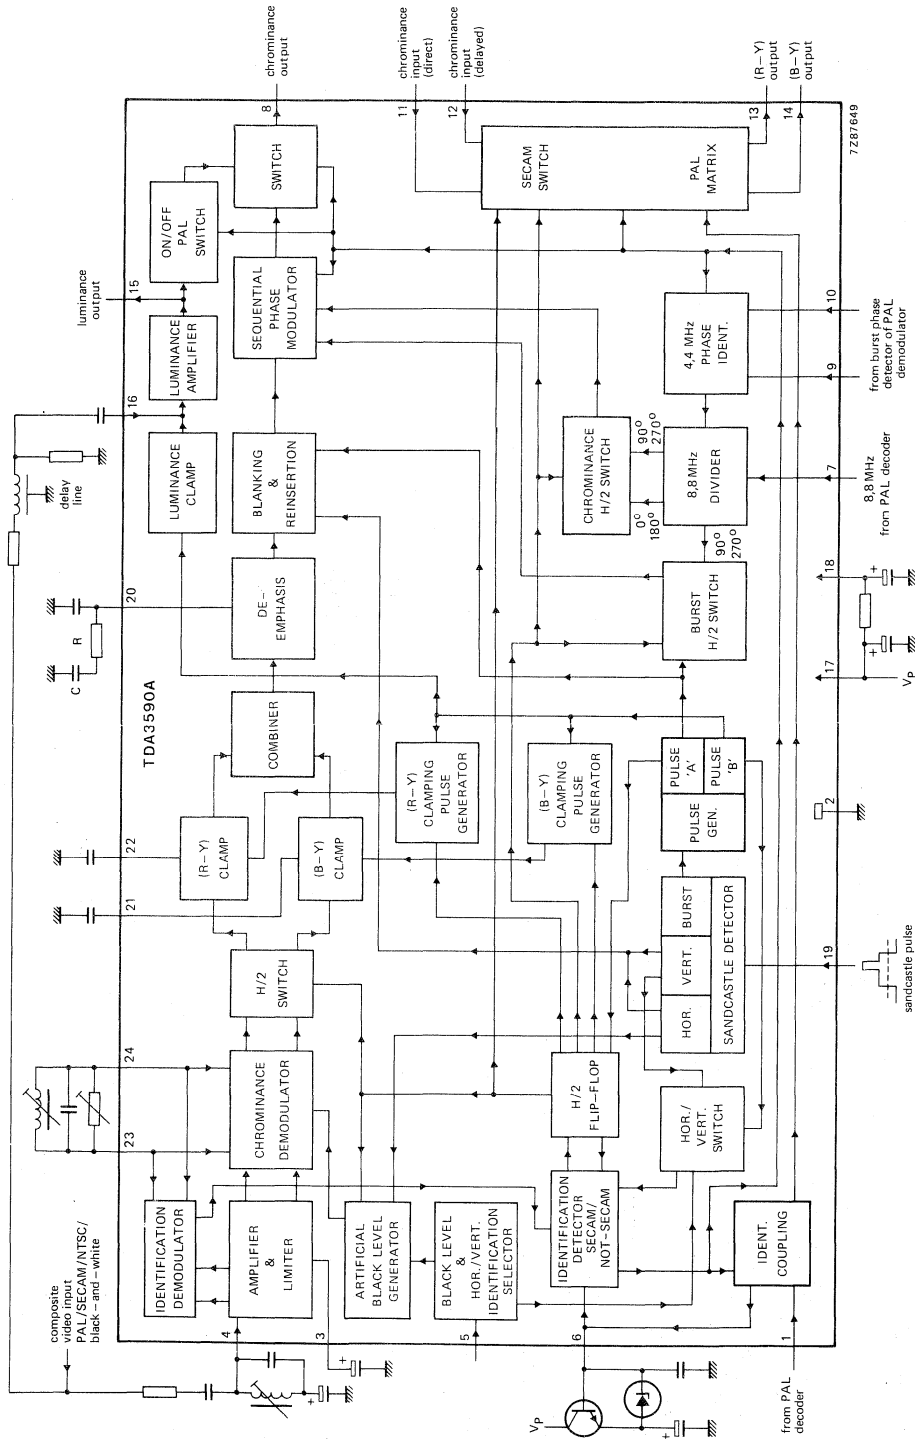 composite
video input
PAL/SECAM/NTSC/
black-and-white
delay
line
luminance
output
chrominance
output
chrominance
input
(direct)
chrominance
input
(delayed)
(R-Y)
output
(B-Y)
output
TDA3590A
23
24
21
22
20
16
15
R
C
IDENTIFICATION
DEMODULATOR
LUMINANCE
CLAMP
LUMINANCE
AMPLIFIER
ON/OFF
PAL
SWITCH
4
AMPLIFIER
&
LIMITER
CHROMINANCE
DEMODULATOR
H/2
SWITCH
(R-Y)
CLAMP
(B-Y)
CLAMP
COMBINER
DE-
EMPHASIS
BLANKING
&
REINSERTION
SEQUENTIAL
PHASE
MODULATOR
SWITCH
8
3
+
+
ARTIFICIAL
BLACK LEVEL
GENERATOR
(R-Y)
CLAMPING
PULSE
GENERATOR
11
12
5
BLACK LEVEL
&
HOR./VERT.
IDENTIFICATION
SELECTOR
SECAM
SWITCH
PAL
MATRIX
6
IDENTIFICATION
DETECTOR
SECAM/
NOT-SECAM
H/2
FLIP-FLOP
(B-Y)
CLAMPING
PULSE
GENERATOR
CHROMINANCE
H/2 SWITCH
0°
180°
90°
270°
HOR./
VERT.
SWITCH
HOR.
VERT.
BURST
SANDCASTLE DETECTOR
PULSE
GEN.
PULSE
'A'
PULSE
'B'
BURST
H/2 SWITCH
90°
270°
8,8 MHz
DIVIDER
4,4 MHz
PHASE
IDENT.
13
14
IDENT.
COUPLING
1
from PAL
decoder
VP
+
19
sandcastle pulse
2
17
18
+
+
VP
7
8,8 MHz
from PAL decoder
9
10
from burst phase
detector of PAL
demodulator
7Z87649